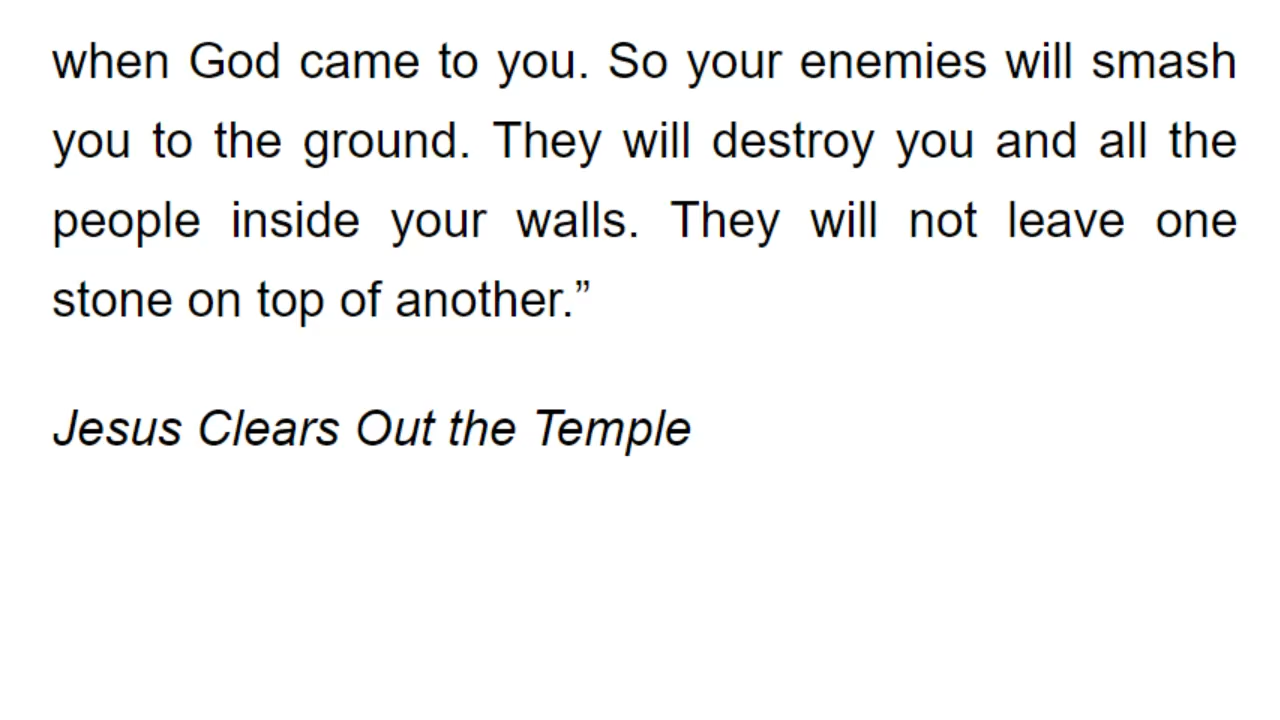 when God came to you. So your enemies will smash
you to the ground. They will destroy you and all the
people inside your walls. They will not leave one
stone on top of another.”
Jesus Clears Out the Temple